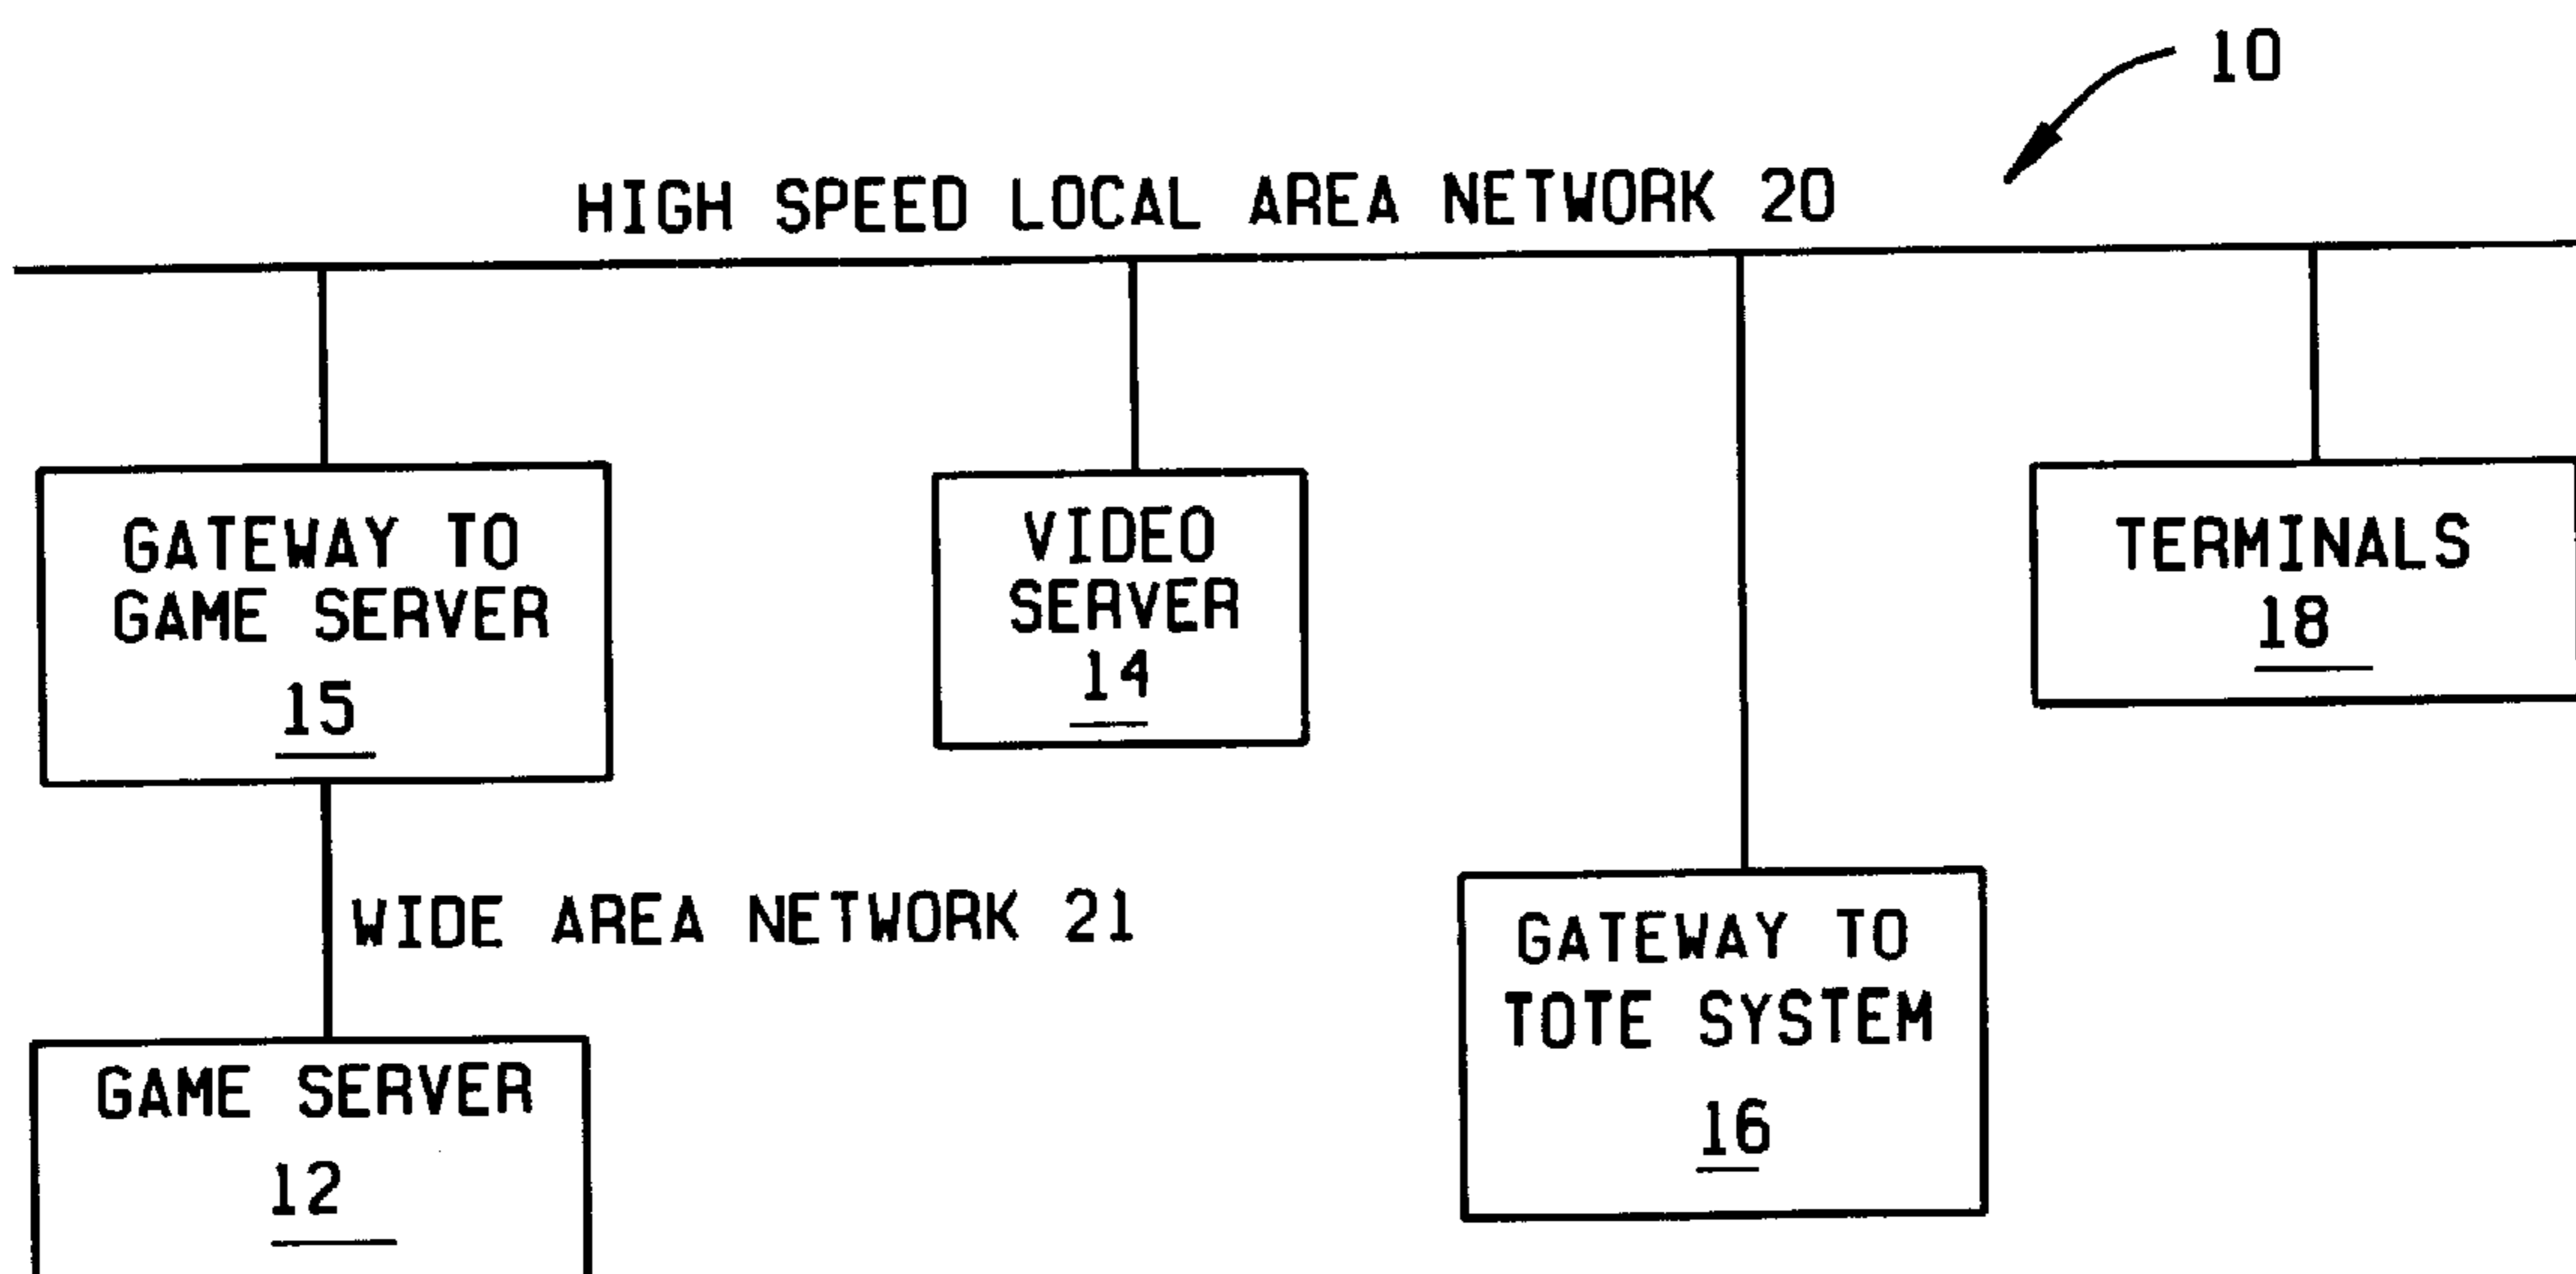 10
HIGH SPEED LOCAL AREA NETWORK 20
GATEWAY TO
GAME SERVER
15
VIDEO
SERVER
14
TERMINALS
18
WIDE AREA NETWORK 21
GATEWAY TO
TOTE SYSTEM
16
GAME SERVER
12